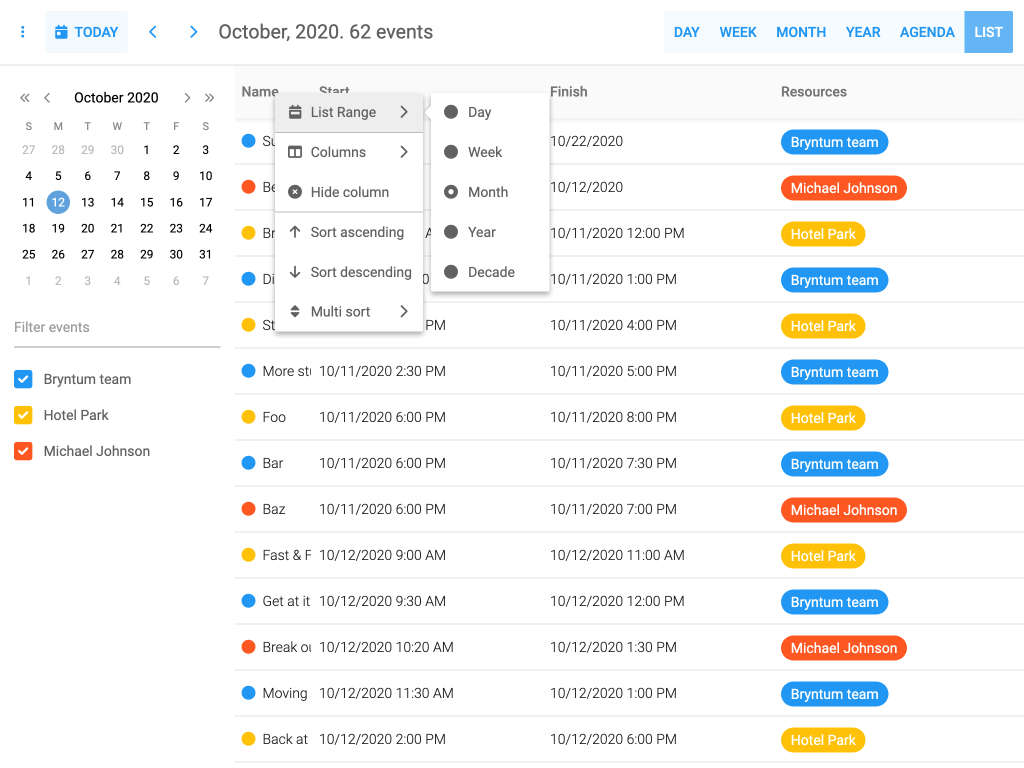 TODAY October, 2020. 62 events DAY WEEK MONTH YEAR AGENDA LIST
October 2020
S M T W T F S
27 28 29 30 1 2 3
4 5 6 7 8 9 10
11 12 13 14 15 16 17
18 19 20 21 22 23 24
25 26 27 28 29 30 31
1 2 3 4 5 6 7
Filter events
Bryntum team
Hotel Park
Michael Johnson
Name Start Finish Resources
List Range
Columns
Hide column
Sort ascending
Sort descending
Multi sort
Day
Week
Month
Year
Decade
10/22/2020 Bryntum team
10/12/2020 Michael Johnson
10/11/2020 12:00 PM Hotel Park
10/11/2020 1:00 PM Bryntum team
PM 10/11/2020 4:00 PM Hotel Park
More 10/11/2020 2:30 PM 10/11/2020 5:00 PM Bryntum team
Foo 10/11/2020 6:00 PM 10/11/2020 8:00 PM Hotel Park
Bar 10/11/2020 6:00 PM 10/11/2020 7:30 PM Bryntum team
Baz 10/11/2020 6:00 PM 10/11/2020 7:00 PM Michael Johnson
Fast & F 10/12/2020 9:00 AM 10/12/2020 11:00 AM Hotel Park
Get at it 10/12/2020 9:30 AM 10/12/2020 12:00 PM Bryntum team
Break 10/12/2020 10:20 AM 10/12/2020 1:30 PM Michael Johnson
Moving 10/12/2020 11:30 AM 10/12/2020 1:00 PM Bryntum team
Back at 10/12/2020 2:00 PM 10/12/2020 6:00 PM Hotel Park